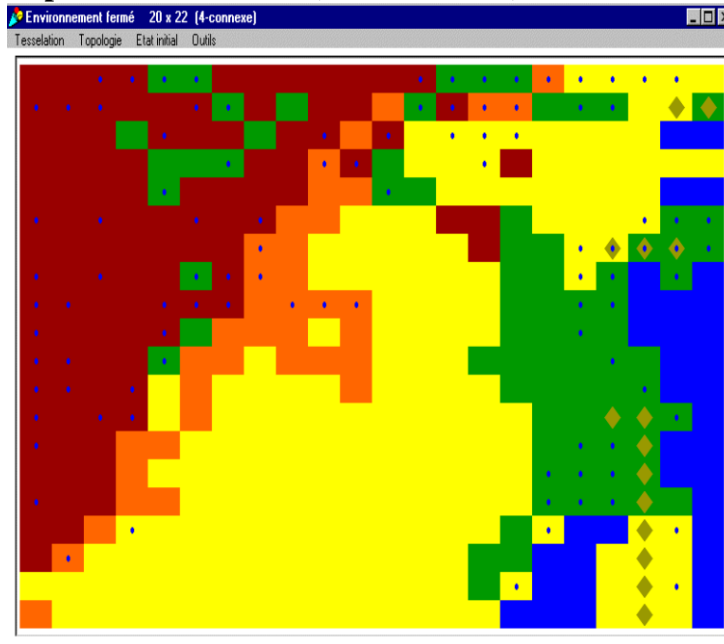 Environnement fermé 20 x 22 (4-connexe)
Tesselation Topologie Etat initial Outils